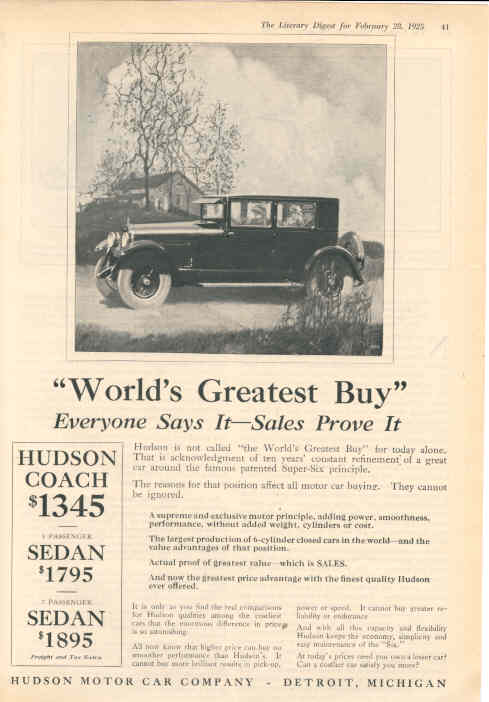 The Literary Digest for February 28, 1925 41
"World's Greatest Buy"
Everyone Says It—Sales Prove It
HUDSON
COACH
$1345
5 PASSENGER
SEDAN
$1795
7 PASSENGER
SEDAN
$1895
Freight and Tax Extra
Hudson is not called "the World's Greatest Buy" for today alone.
That is acknowledgment of ten years' constant refinement of a great
car around the famous patented Super-Six principle.
The reasons for that position affect all motor car buying. They cannot
be ignored.
A supreme and exclusive motor principle, adding power, smoothness,
performance, without added weight, cylinders or cost.
The largest production of 6-cylinder closed cars in the world—and the
value advantages of that position.
Actual proof of greatest value—which is SALES.
And now the greatest price advantage with the finest quality Hudson
ever offered.
It is only as you find the real comparisons
for Hudson qualities among the costliest
cars that the enormous difference in price
is so astonishing.
All now know that higher price can buy no
smoother performance than Hudson's. It
cannot buy more brilliant results in pick-up,
power or speed. It cannot buy greater re-
liability or endurance
And with all this capacity and flexibility
Hudson keeps the economy, simplicity and
easy maintenance of the "Six."
At today's prices need you own a lesser car?
Can a costlier car satisfy you more?
HUDSON MOTOR CAR COMPANY - DETROIT, MICHIGAN